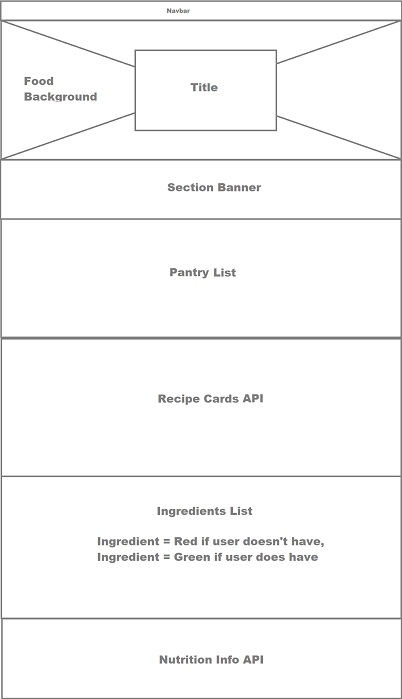 Navbar
Food
Background
Title
Section Banner
Pantry List
Recipe Cards API
Ingredients List
Ingredient = Red if user doesn't have,
Ingredient = Green if user does have
Nutrition Info API